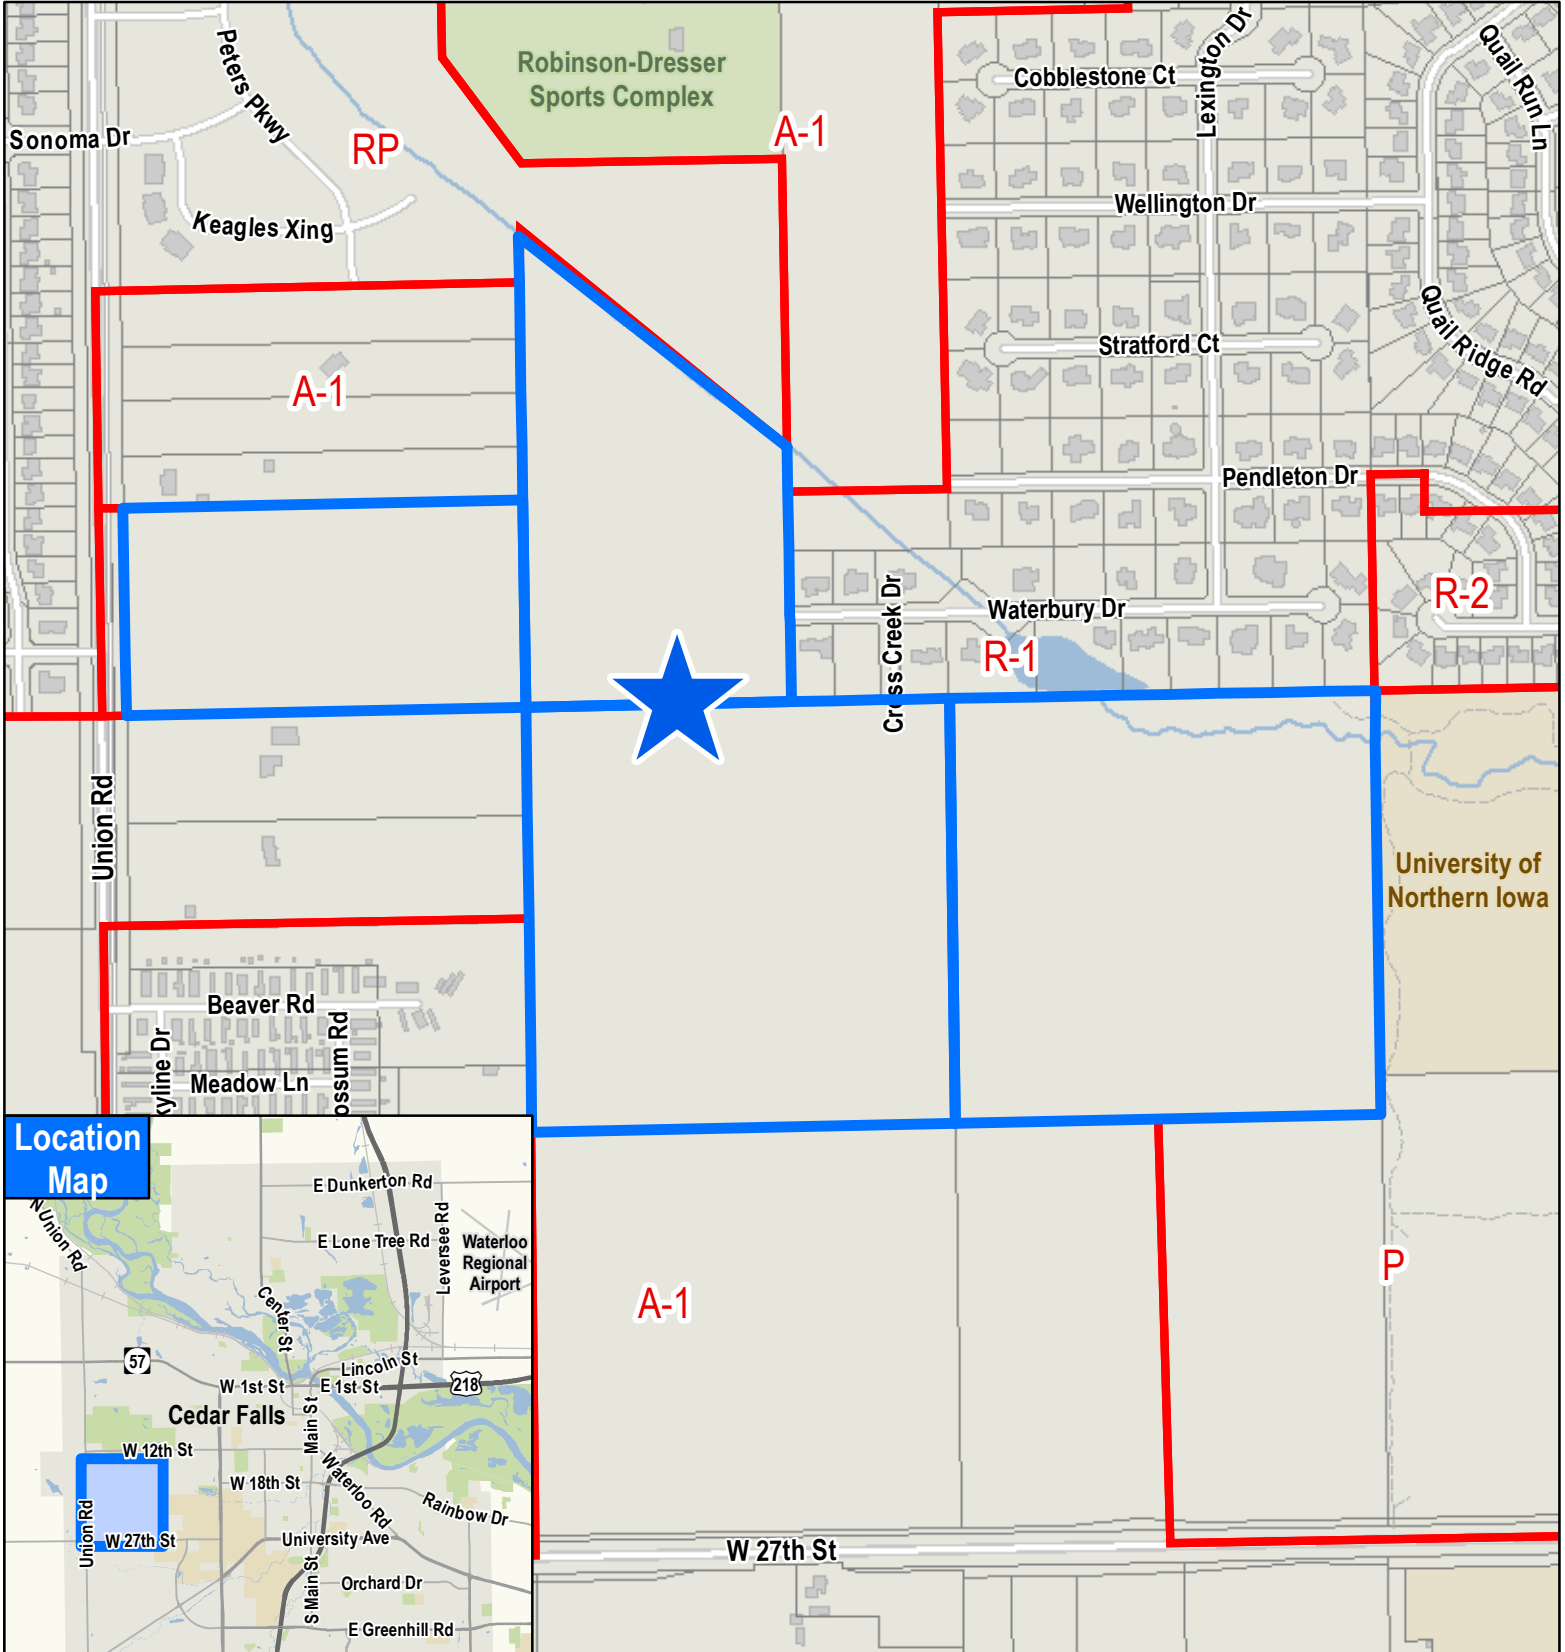 Robinson-Dresser
Sports Complex
Peters Pkwy
Sonoma Dr
RP
A-1
Keagles Xing
Cobblestone Ct
Lexington Dr
Quail Run Ln
Wellington Dr
Quail Ridge Rd
Stratford Ct
A-1
Pendleton Dr
R-2
Cross Creek Dr
Waterbury Dr
R-1
Union Rd
University of
Northern Iowa
Beaver Rd
Meadow Ln
kyline Dr
ossum Rd
A-1
P
W 27th St
Location
Map
N Union Rd
E Dunkerton Rd
E Lone Tree Rd
Leversee Rd
Waterloo
Regional
Airport
Center St
57
Lincoln St
W 1st St
E 1st St
218
Cedar Falls
Main St
W 12th St
W 18th St
Waterloo Rd
Rainbow Dr
Union Rd
W 27th St
University Ave
S Main St
Orchard Dr
E Greenhill Rd